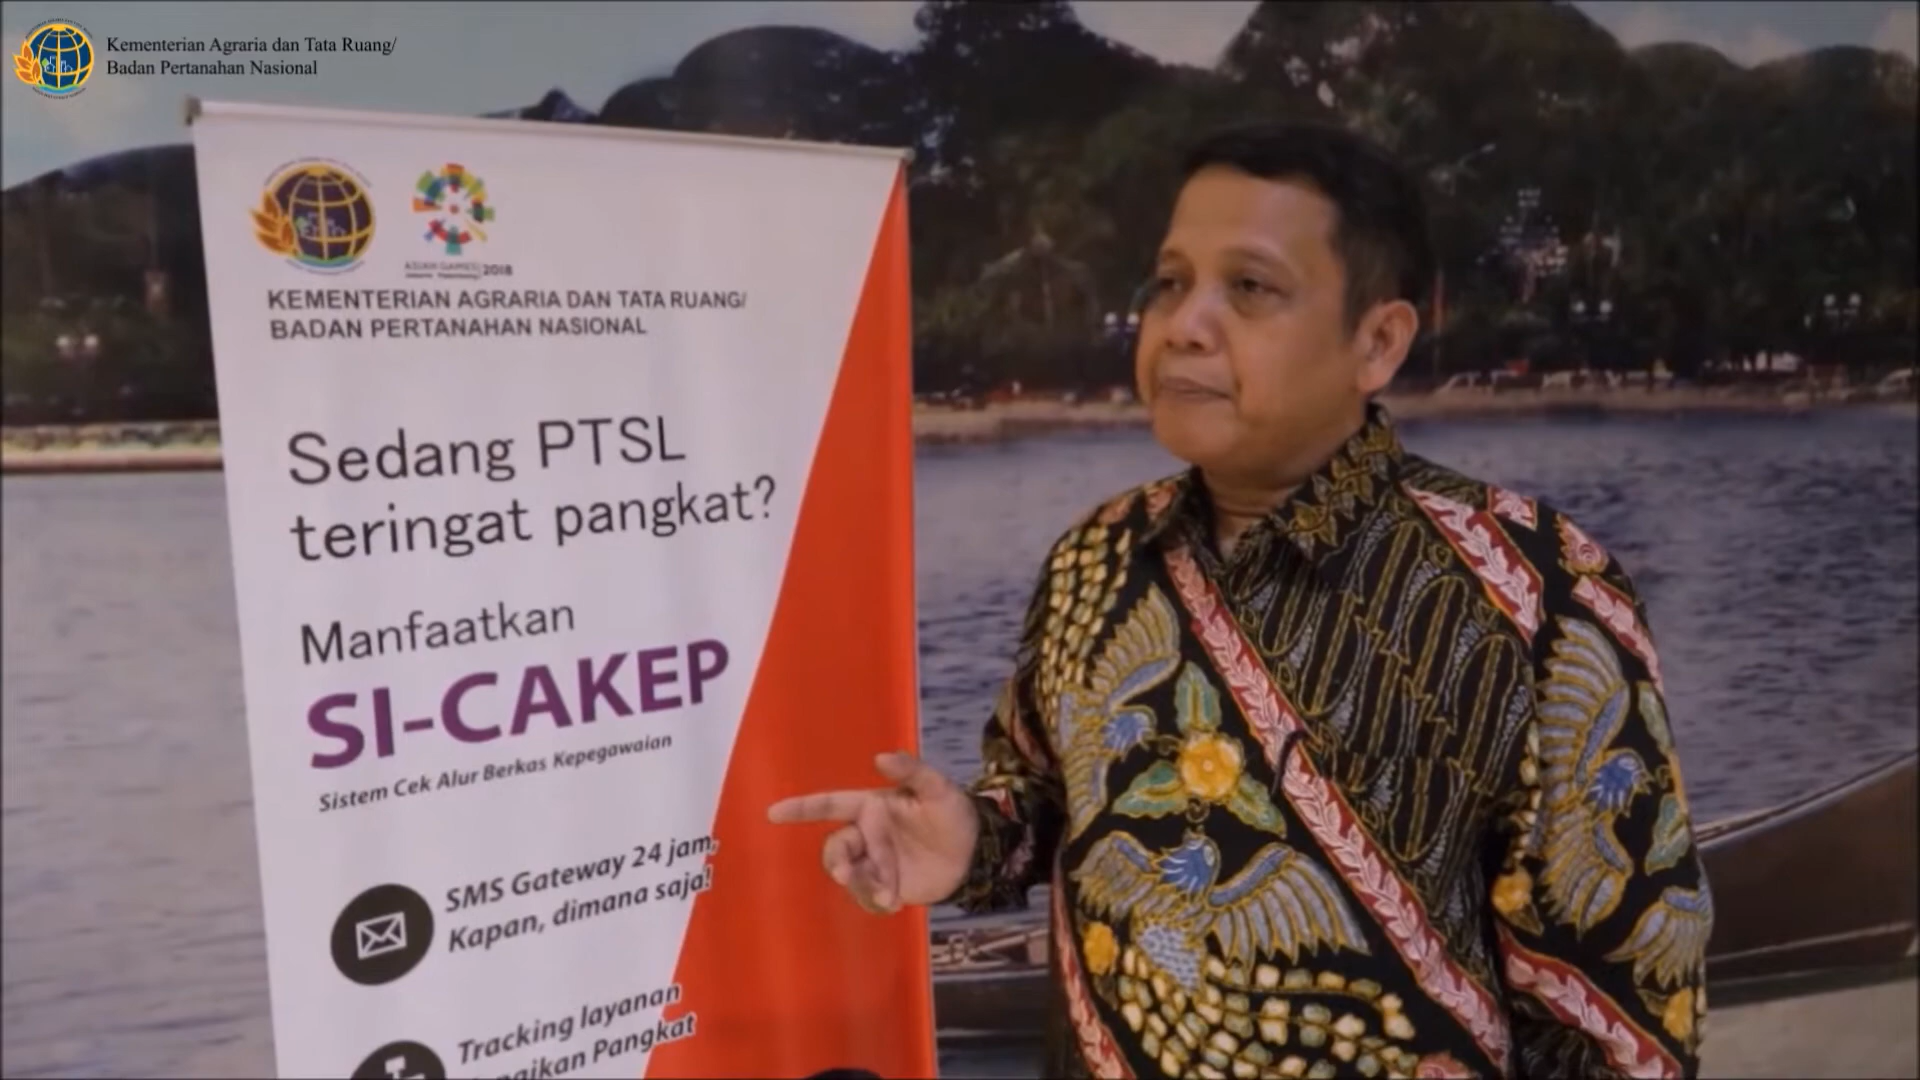 Kementerian Agraria dan Tata Ruang/
Badan Pertanahan Nasional
ASIAN GAMES 2018
KEMENTERIAN AGRARIA DAN TATA RUANG/
BADAN PERTANAHAN NASIONAL
Sedang PTSL
teringat pangkat?
Manfaatkan
SI-CAKEP
Sistem Cek Alur Berkas Kepegawaian
SMS Gateway 24 jam,
Kapan, dimana saja!
Tracking layanan
Pangkat